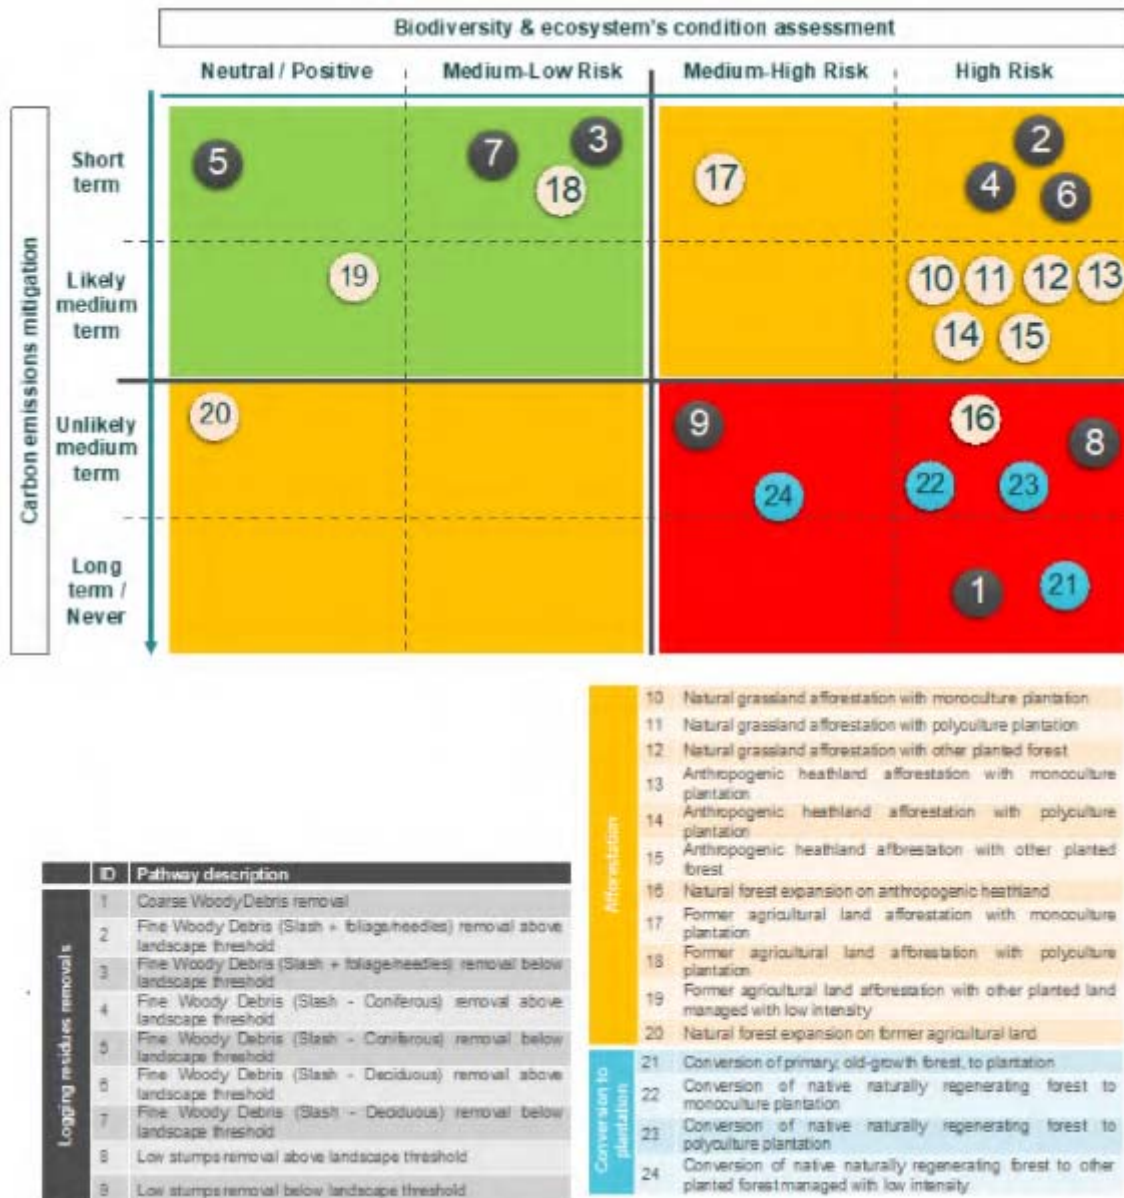 Biodiversity & ecosystem's condition assessment
Neutral / Positive
Medium-Low Risk
Medium-High Risk
High Risk
Carbon emissions mitigation
Short
term
5
7
3
18
17
2
4
6
Likely
medium
term
19
10
11
12
13
14
15
Unlikely
medium
term
20
9
24
16
8
22
23
Long
term /
Never
1
21
ID Pathway description
Logging residues removals
1 Coarse Woody Debris removal
2 Fine Woody Debris (Slash + foliage/needles) removal above
landscape threshold
3 Fine Woody Debris (Slash + foliage/needles) removal below
landscape threshold
4 Fine Woody Debris (Slash - Coniferous) removal above
landscape threshold
5 Fine Woody Debris (Slash - Coniferous) removal below
landscape threshold
6 Fine Woody Debris (Slash - Deciduous) removal above
landscape threshold
7 Fine Woody Debris (Slash - Deciduous) removal below
landscape threshold
8 Low stumps removal above landscape threshold
9 Low stumps removal below landscape threshold
Afforestation
10 Natural grassland afforestation with monoculture plantation
11 Natural grassland afforestation with polyculture plantation
12 Natural grassland afforestation with other planted forest
13 Anthropogenic heathland afforestation with monoculture
plantation
14 Anthropogenic heathland afforestation with polyculture
plantation
15 Anthropogenic heathland afforestation with other planted
forest
16 Natural forest expansion on anthropogenic heathland
17 Former agricultural land afforestation with monoculture
plantation
18 Former agricultural land afforestation with polyculture
plantation
19 Former agricultural land afforestation with other planted land
managed with low intensity
20 Natural forest expansion on former agricultural land
Conversion to
plantation
21 Conversion of primary, old-growth forest, to plantation
22 Conversion of native naturally regenerating forest to
monoculture plantation
23 Conversion of native naturally regenerating forest to
polyculture plantation
24 Conversion of native naturally regenerating forest to other
planted forest managed with low intensity